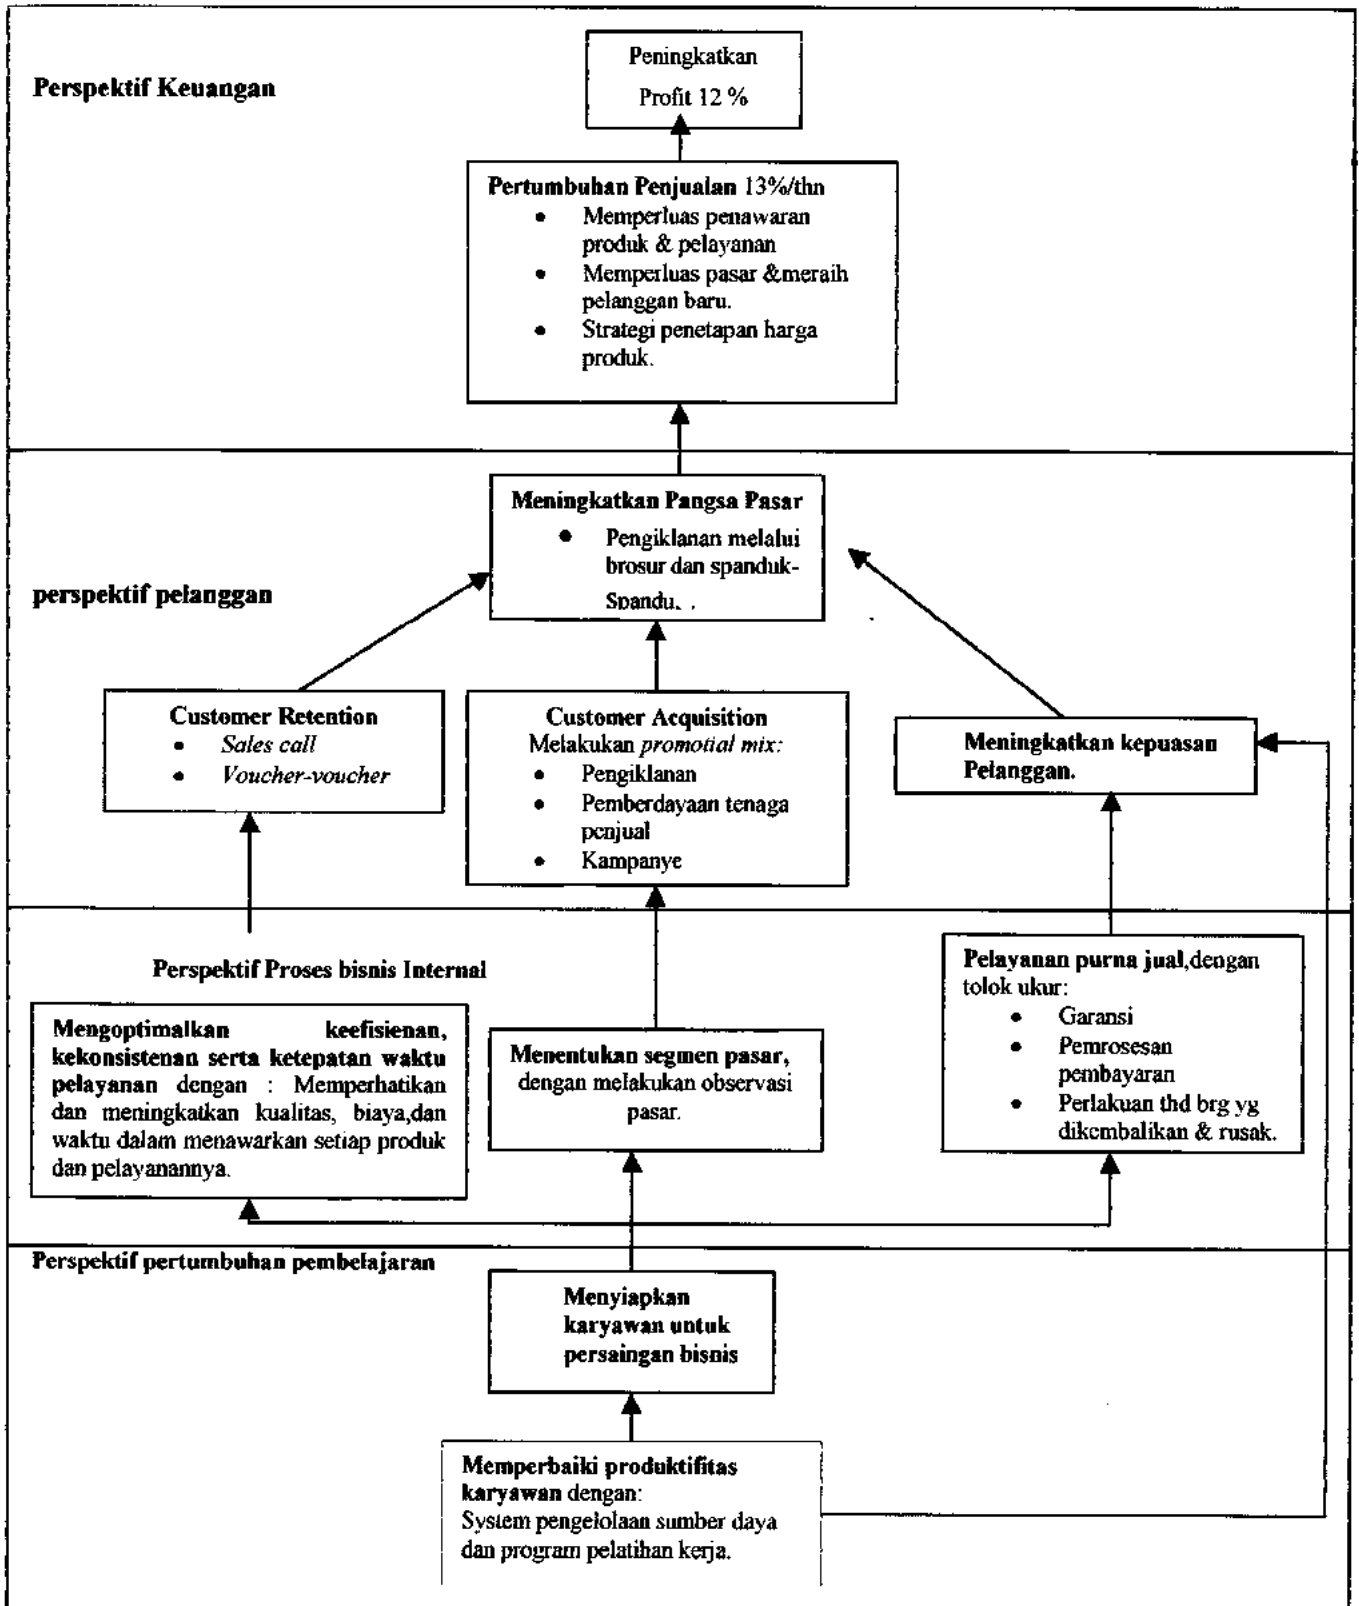 Peningkatkan
Profit 12 %
Perspektif Keuangan
Pertumbuhan Penjualan 13%/thn
• Memperluas penawaran
produk & pelayanan
• Memperluas pasar &meraih
pelanggan baru.
• Strategi penetapan harga
produk.
Meningkatkan Pangsa Pasar
• Pengiklanan melalui
brosur dan spanduk-
perspektif pelanggan
Customer Retention
• Sales call
• Voucher-voucher
Customer Acquisition
Melakukan promotial mix:
• Pengiklanan
• Pemberdayaan tenaga
penjual
• Kampanye
Meningkatkan kepuasan
Pelanggan.
Perspektif Proses bisnis Internal
Mengoptimalkan keefisienan,
kekonsistenan serta ketepatan waktu
pelayanan dengan : Memperhatikan
dan meningkatkan kualitas, biaya,dan
waktu dalam menawarkan setiap produk
dan pelayanannya.
Menentukan segmen pasar,
dengan melakukan observasi
pasar.
Pelayanan purna jual,dengan
tolok ukur:
• Garansi
• Pemrosesan
pembayaran
• Perlakuan thd brg yg
dikembalikan & rusak.
Perspektif pertumbuhan pembelajaran
Menyiapkan
karyawan untuk
persaingan bisnis
Memperbaiki produktifitas
karyawan dengan:
System pengelolaan sumber daya
dan program pelatihan kerja.